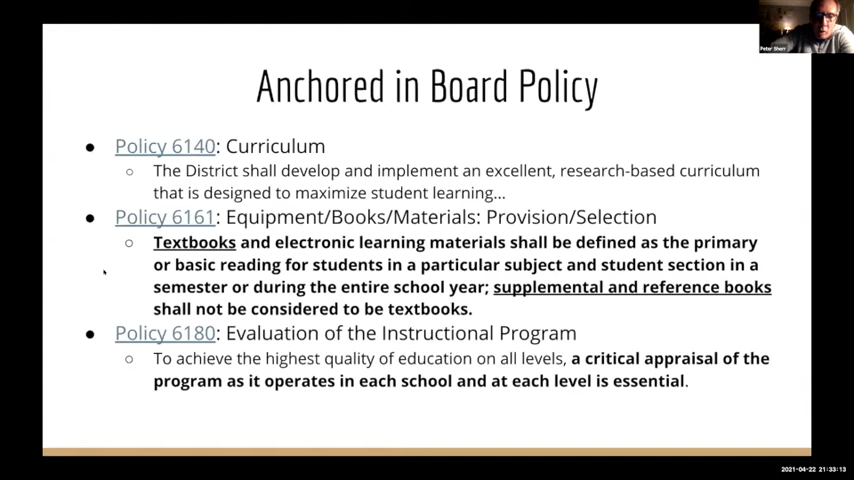 Anchored in Board Policy
Peter Sherr
● Policy 6140: Curriculum
○ The District shall develop and implement an excellent, research-based curriculum
that is designed to maximize student learning...
● Policy 6161: Equipment/Books/Materials: Provision/Selection
○ Textbooks and electronic learning materials shall be defined as the primary
or basic reading for students in a particular subject and student section in a
semester or during the entire school year; supplemental and reference books
shall not be considered to be textbooks.
● Policy 6180: Evaluation of the Instructional Program
○ To achieve the highest quality of education on all levels, a critical appraisal of the
program as it operates in each school and at each level is essential.
2021-04-22 21:33:13